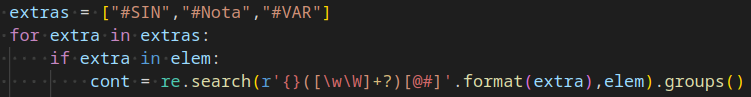 extras = ["#SIN","#Nota","#VAR"]
for extra in extras:
    if extra in elem:
        cont = re.search(r'{}([\w\W]+?)[@#]'.format(extra),elem).groups()